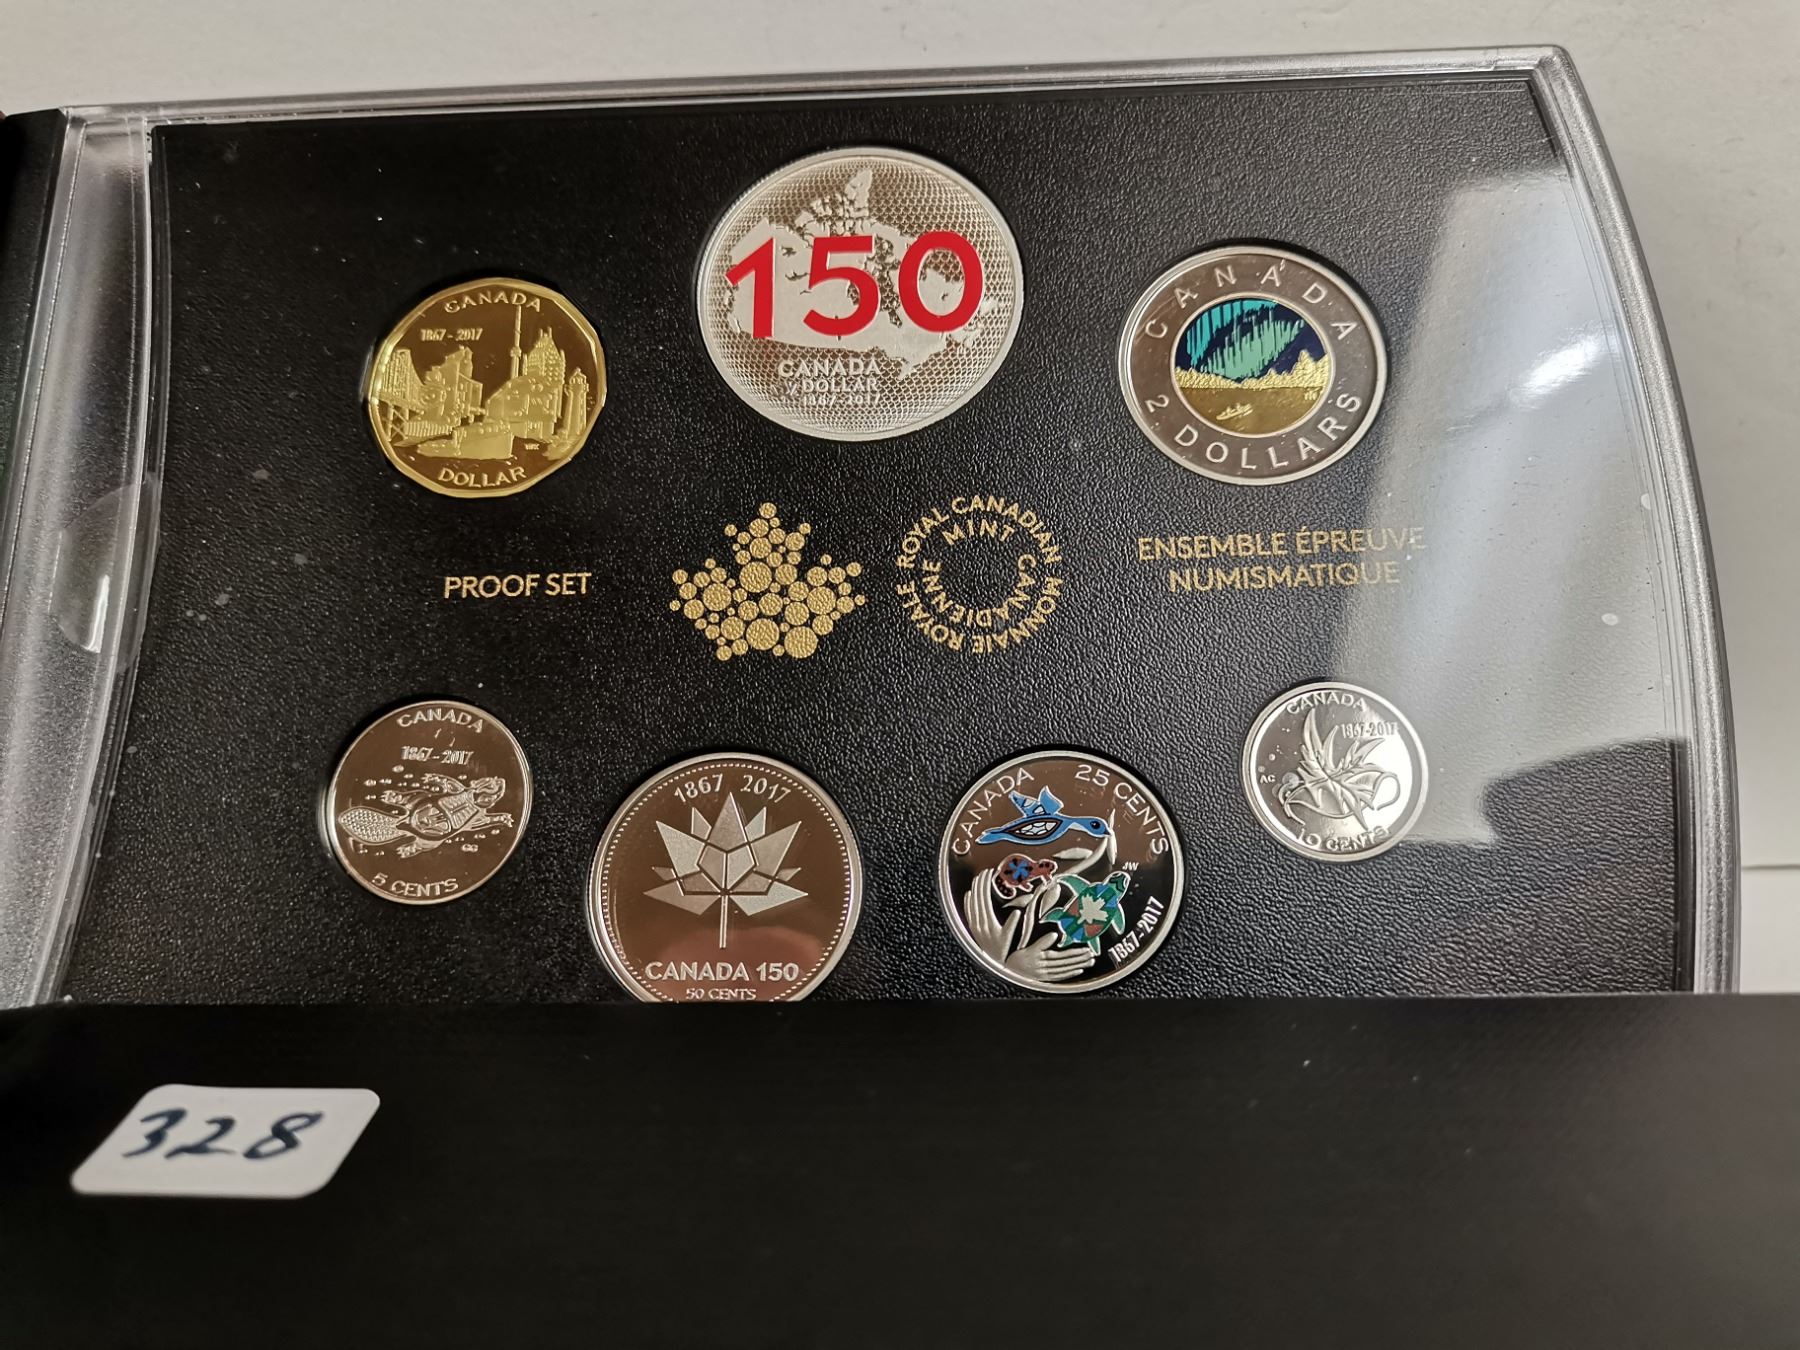 CANADA
1867-2017
DOLLAR
150
CANADA
DOLLAR
1867-2017
CANADA
2 DOLLARS
PROOF SET
ROYAL CANADIAN MINT
MONNAIE ROYALE CANADIENNE
ENSEMBLE ÉPREUVE
NUMISMATIQUE
CANADA
1867-2017
5 CENTS
1867 2017
CANADA 150
50 CENTS
CANADA 25 CENTS
JW
1867-2017
CANADA
1867-2017
AC
10 CENTS
328